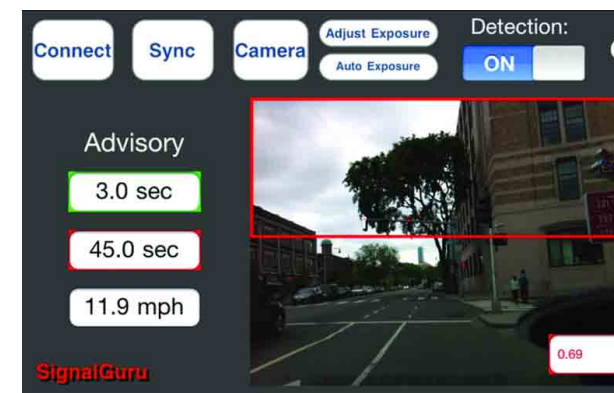 Connect
Sync
Camera
Adjust Exposure
Auto Exposure
Detection:
ON
Advisory
3.0 sec
45.0 sec
11.9 mph
0.69
SignalGuru